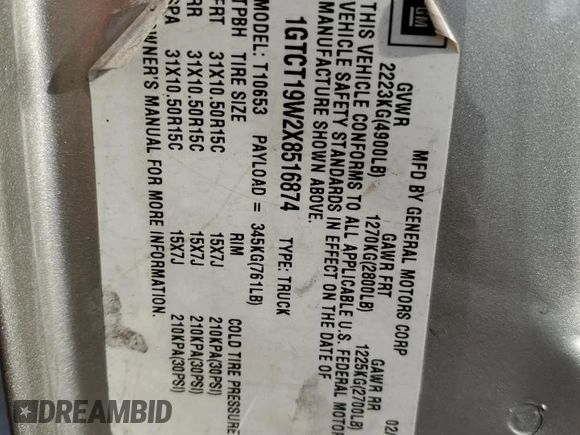 GM
MFD BY GENERAL MOTORS CORP 02/
GVWR GAWR FRT GAWR RR
2223KG(4900LB) 1270KG(2800LB) 1225KG(2700LB)
THIS VEHICLE CONFORMS TO ALL APPLICABLE U.S. FEDERAL MOTOR
VEHICLE SAFETY STANDARDS IN EFFECT ON THE DATE OF
MANUFACTURE SHOWN ABOVE.
1GTCT19W2X8516874 TYPE: TRUCK
MODEL: T10653 PAYLOAD = 345KG(761LB)
TPBH TIRE SIZE RIM COLD TIRE PRESSURE
FRT 31X10.50R15C 15X7J 210KPA(30PSI)
RR 31X10.50R15C 15X7J 210KPA(30PSI)
SPA 31X10.50R15C 15X7J 210KPA(30PSI)
OWNER'S MANUAL FOR MORE INFORMATION.
DREAMBID